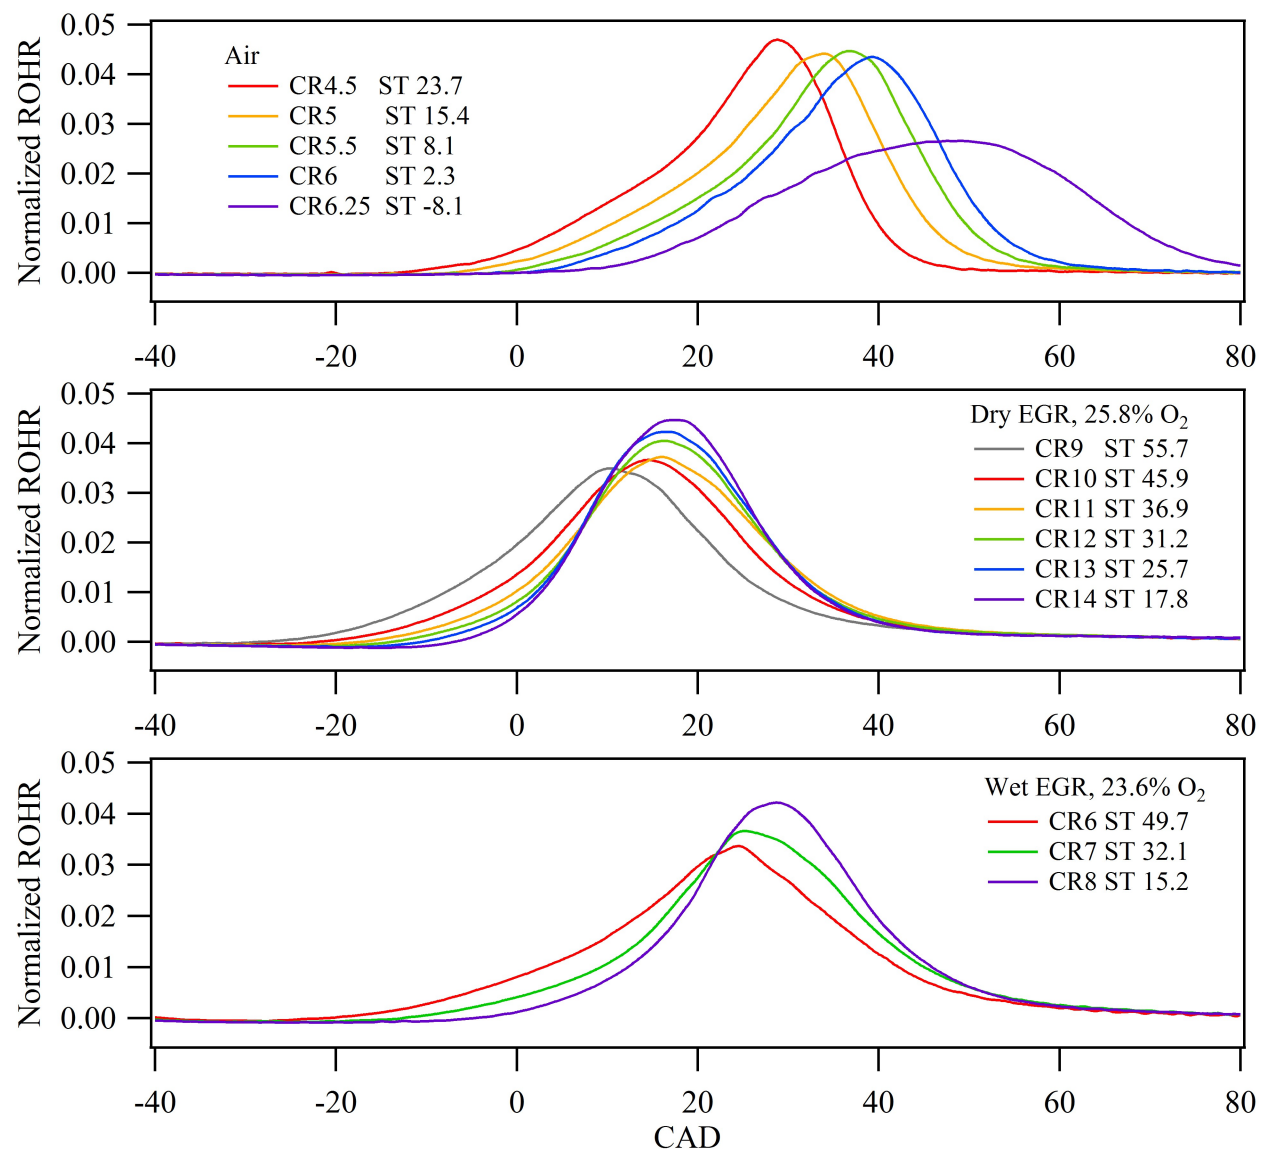 Normalized ROHR
0.05
0.04
0.03
0.02
0.01
0.00
Air
CR4.5 ST 23.7
CR5 ST 15.4
CR5.5 ST 8.1
CR6 ST 2.3
CR6.25 ST -8.1
-40 -20 0 20 40 60 80
Normalized ROHR
0.05
0.04
0.03
0.02
0.01
0.00
Dry EGR, 25.8% O₂
CR9 ST 55.7
CR10 ST 45.9
CR11 ST 36.9
CR12 ST 31.2
CR13 ST 25.7
CR14 ST 17.8
-40 -20 0 20 40 60 80
Normalized ROHR
0.05
0.04
0.03
0.02
0.01
0.00
Wet EGR, 23.6% O₂
CR6 ST 49.7
CR7 ST 32.1
CR8 ST 15.2
-40 -20 0 20 40 60 80
CAD